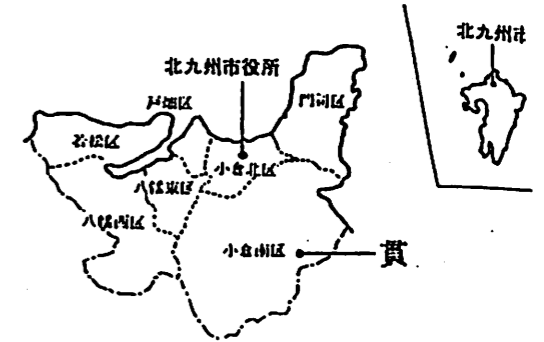 北九州市
北九州市役所
戸畑区
門司区
若松区
小倉北区
八幡東区
八幡西区
小倉南区
貫